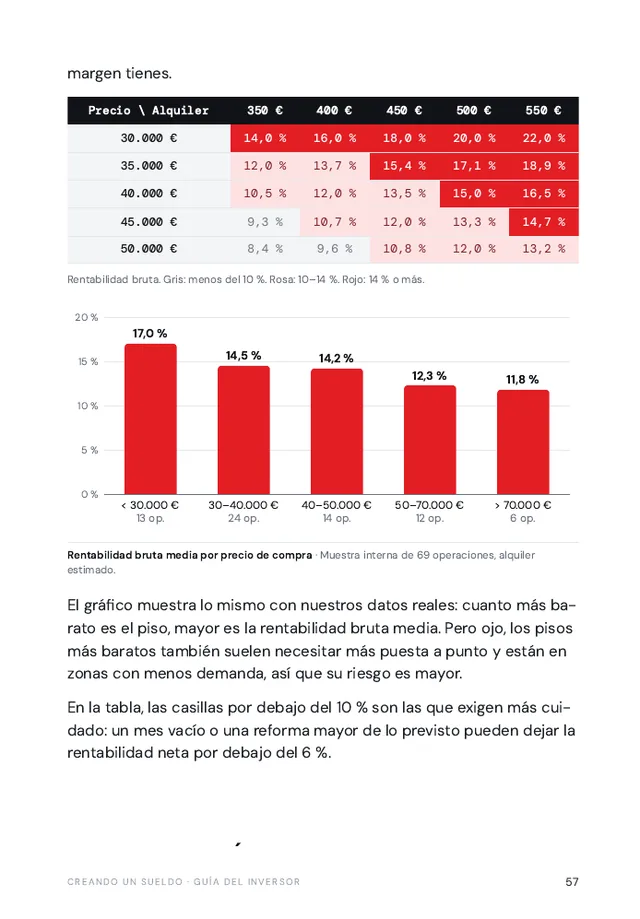 margen tienes.
Precio \ Alquiler 350 € 400 € 450 € 500 € 550 €
30.000 € 14,0 % 16,0 % 18,0 % 20,0 % 22,0 %
35.000 € 12,0 % 13,7 % 15,4 % 17,1 % 18,9 %
40.000 € 10,5 % 12,0 % 13,5 % 15,0 % 16,5 %
45.000 € 9,3 % 10,7 % 12,0 % 13,3 % 14,7 %
50.000 € 8,4 % 9,6 % 10,8 % 12,0 % 13,2 %
Rentabilidad bruta. Gris: menos del 10 %. Rosa: 10–14 %. Rojo: 14 % o más.
20 %
15 %
10 %
5 %
0 %
17,0 % 14,5 % 14,2 % 12,3 % 11,8 %
< 30.000 € 30–40.000 € 40–50.000 € 50–70.000 € > 70.000 €
13 op. 24 op. 14 op. 12 op. 6 op.
Rentabilidad bruta media por precio de compra · Muestra interna de 69 operaciones, alquiler
estimado.
El gráfico muestra lo mismo con nuestros datos reales: cuanto más ba-
rato es el piso, mayor es la rentabilidad bruta media. Pero ojo, los pisos
más baratos también suelen necesitar más puesta a punto y están en
zonas con menos demanda, así que su riesgo es mayor.
En la tabla, las casillas por debajo del 10 % son las que exigen más cui-
dado: un mes vacío o una reforma mayor de lo previsto pueden dejar la
rentabilidad neta por debajo del 6 %.
CREANDO UN SUELDO · GUÍA DEL INVERSOR 57